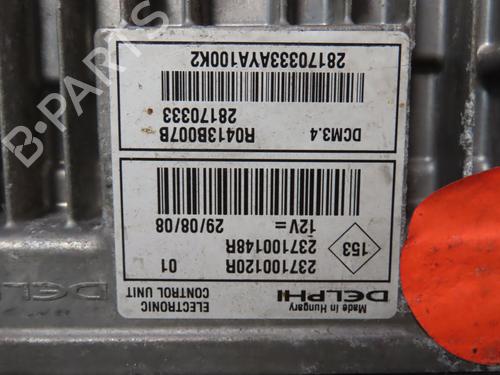 Made in Hungary
DELPHI
ELECTRONIC
CONTROL UNIT
153
237100120R 01
237100148R
12V = 29/08/08
DCM3.4
R0413B007B
28170333
28170333AYA100K2
B-Parts